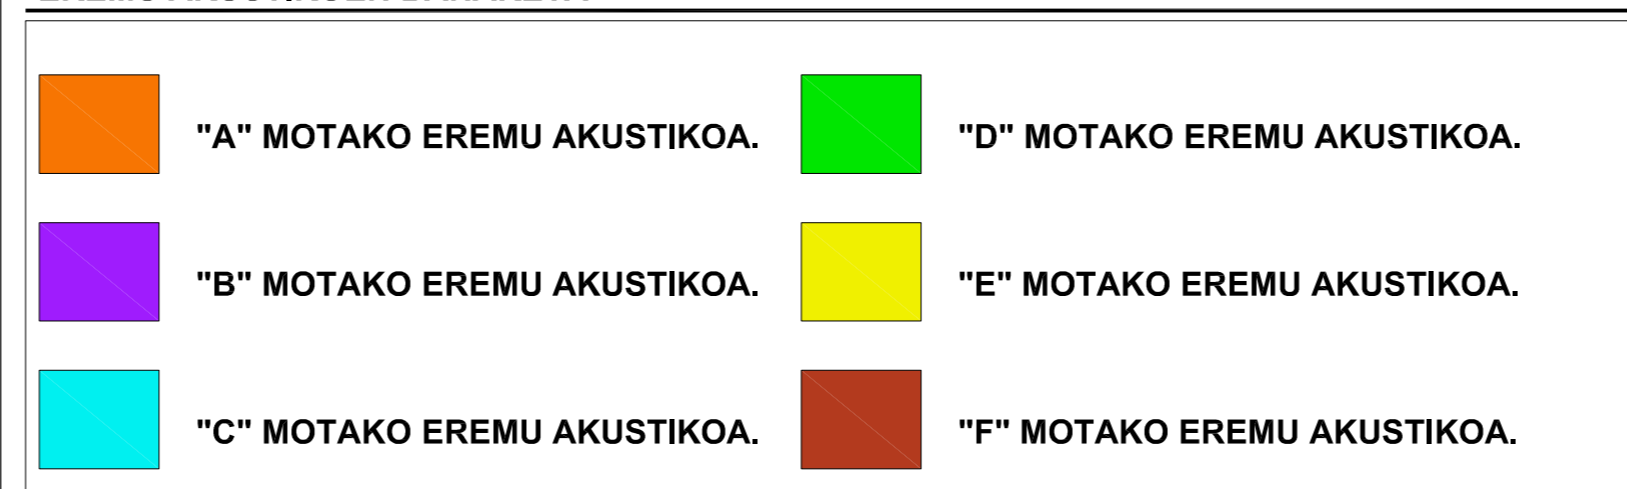 "A" MOTAKO EREMU AKUSTIKOA.
"B" MOTAKO EREMU AKUSTIKOA.
"C" MOTAKO EREMU AKUSTIKOA.
"D" MOTAKO EREMU AKUSTIKOA.
"E" MOTAKO EREMU AKUSTIKOA.
"F" MOTAKO EREMU AKUSTIKOA.